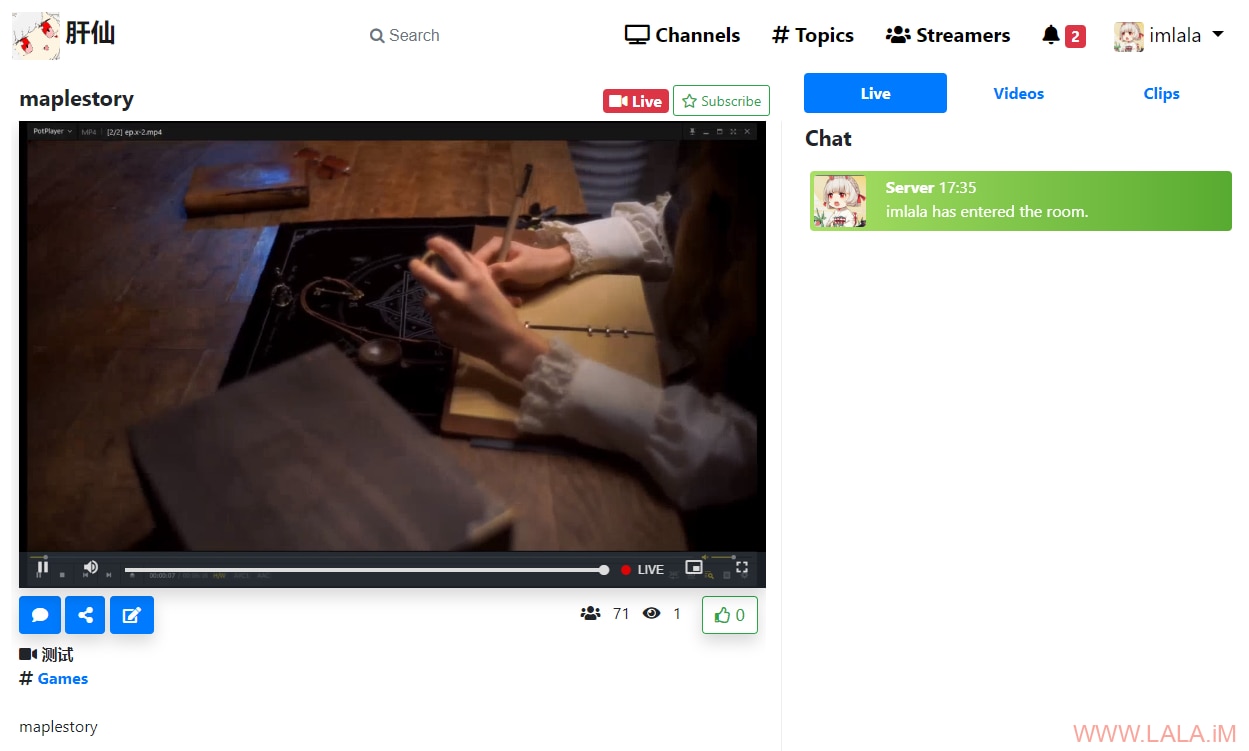 肝仙
Search
Channels
Topics
Streamers
2
imlala
maplestory
Live
Subscribe
Live
Videos
Clips
PotPlayer
MP4
[2/2] ep.x-2.mp4
Chat
Server 17:35
imlala has entered the room.
LIVE
71
1
0
测试
# Games
maplestory
WWW.LALA.iM